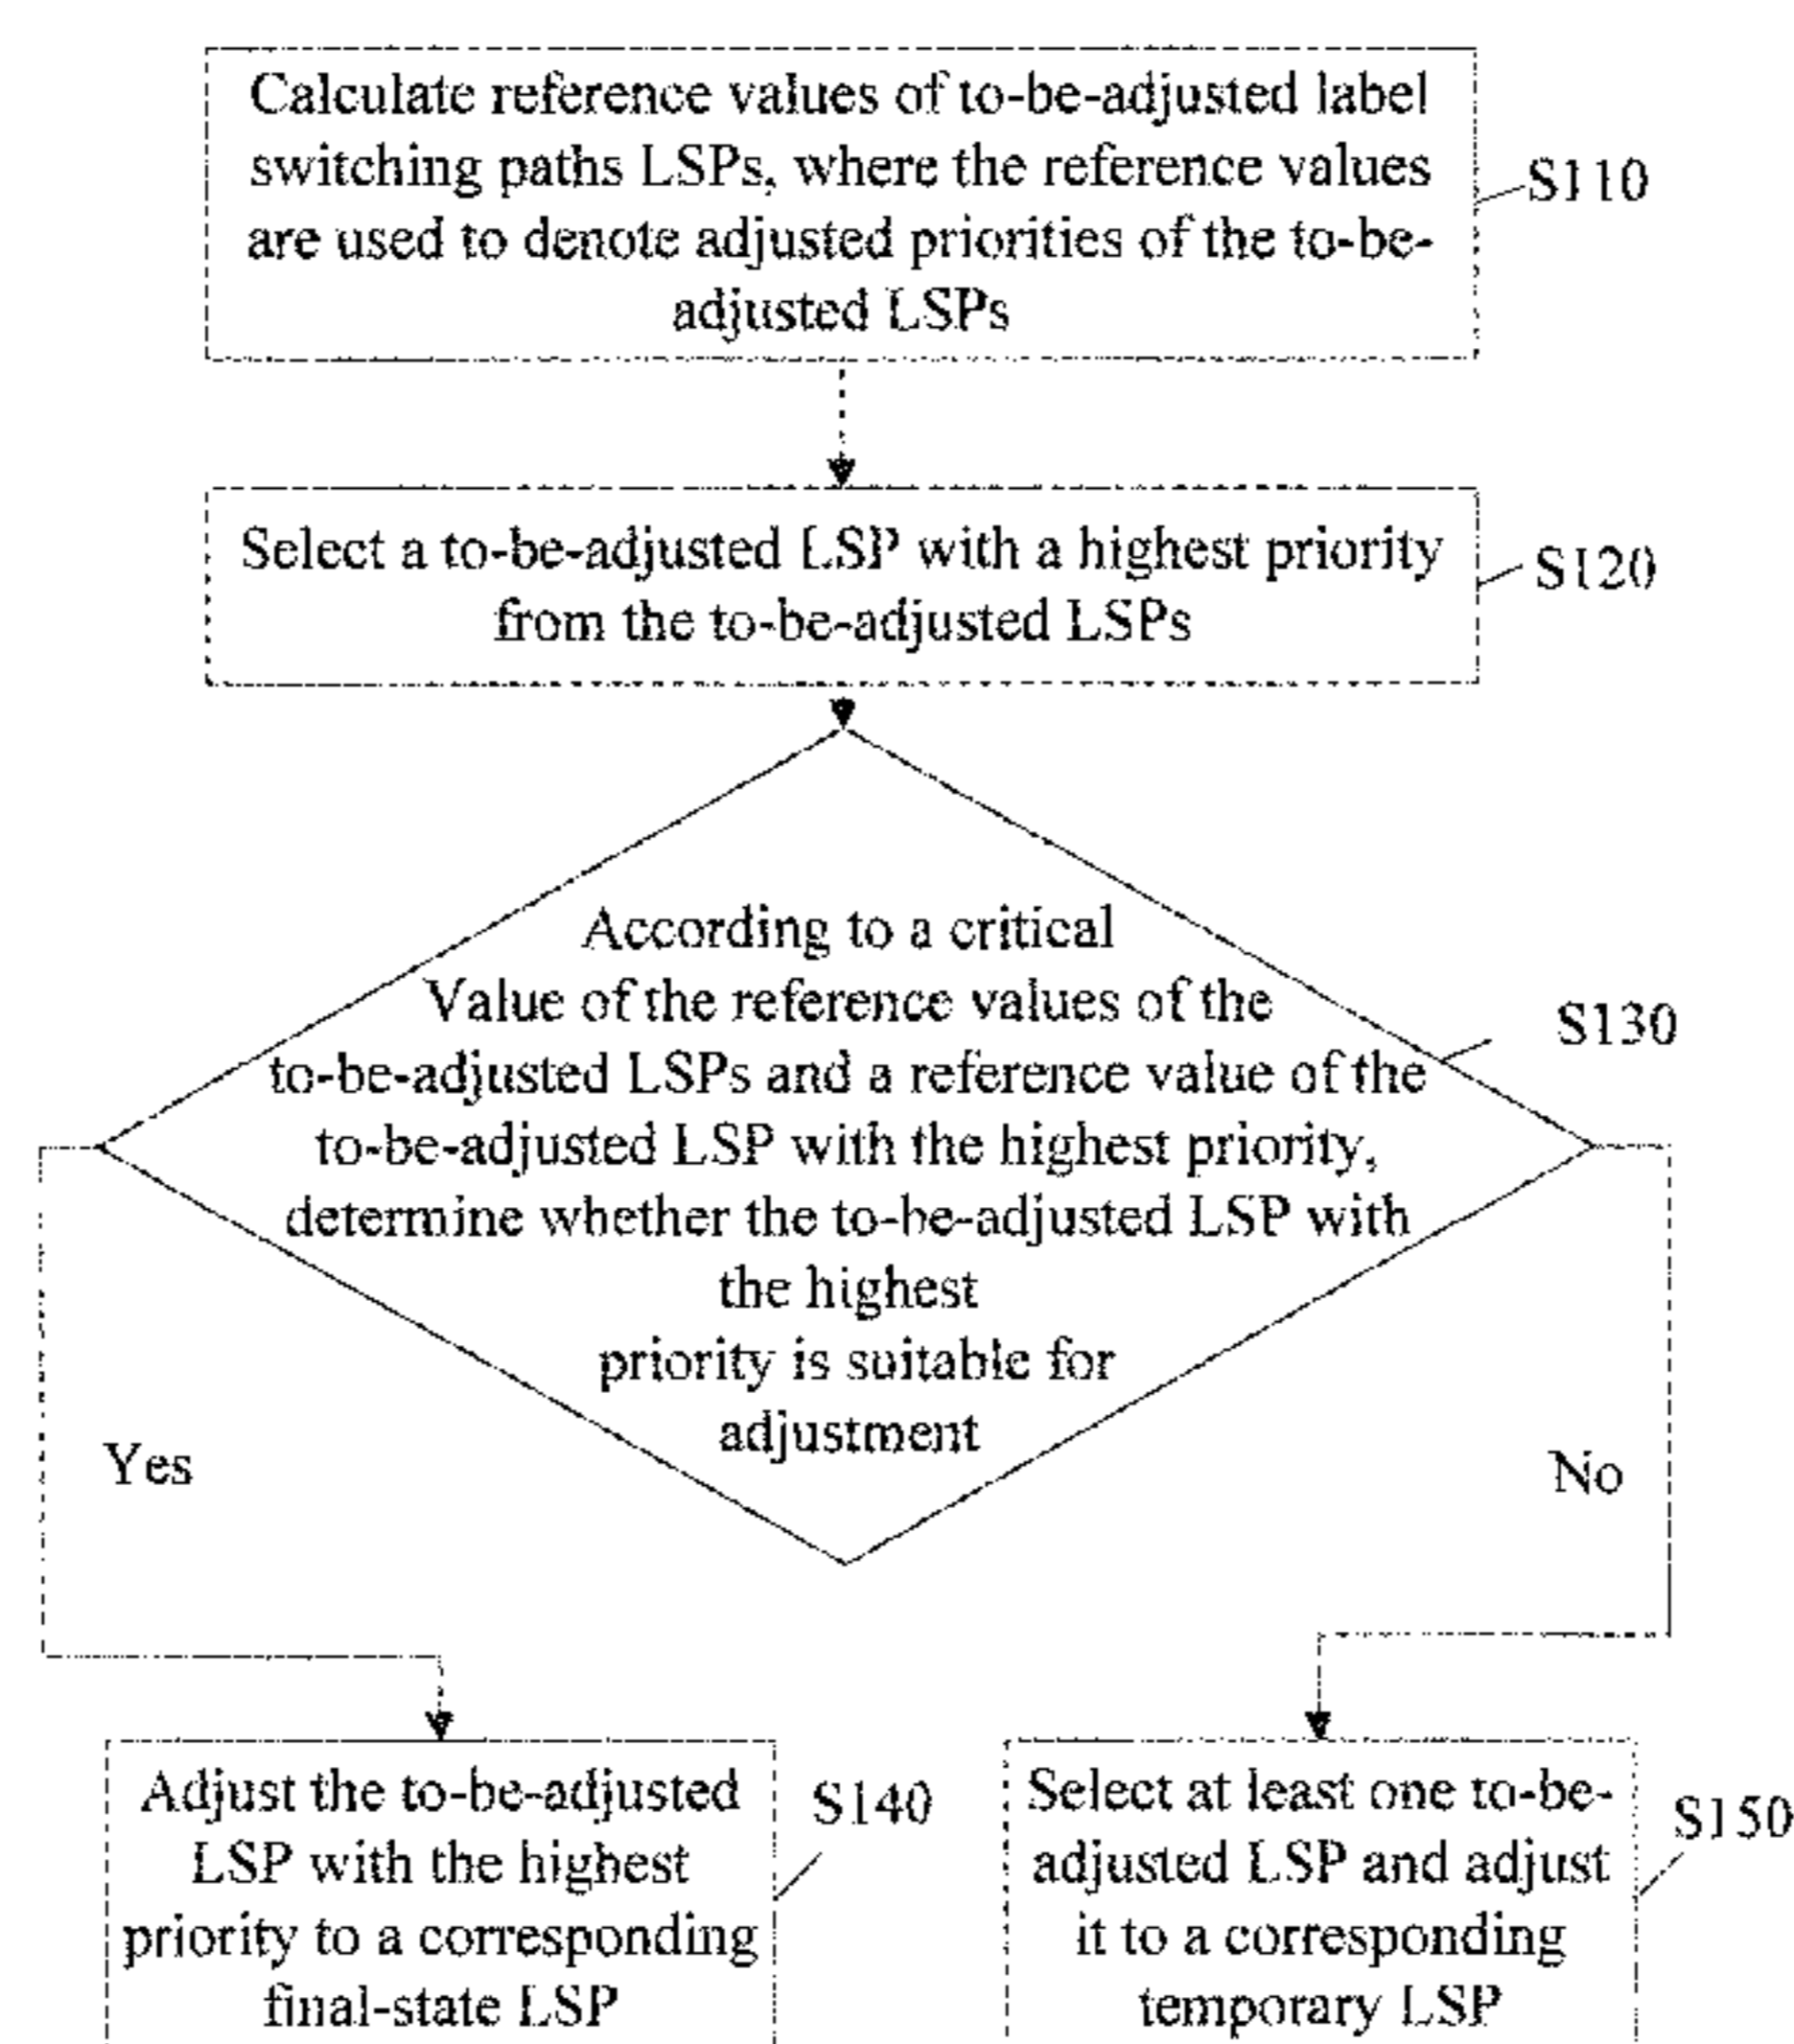 Calculate reference values of to-be-adjusted label
switching paths LSPs, where the reference values
are used to denote adjusted priorities of the to-be-
adjusted LSPs
S110
Select a to-be-adjusted LSP with a highest priority
from the to-be-adjusted LSPs
S120
According to a critical
Value of the reference values of the
to-be-adjusted LSPs and a reference value of the
to-be-adjusted LSP with the highest priority,
determine whether the to-be-adjusted LSP with
the highest
priority is suitable for
adjustment
S130
Yes
No
Adjust the to-be-adjusted
LSP with the highest
priority to a corresponding
final-state LSP
S140
Select at least one to-be-
adjusted LSP and adjust
it to a corresponding
temporary LSP
S150